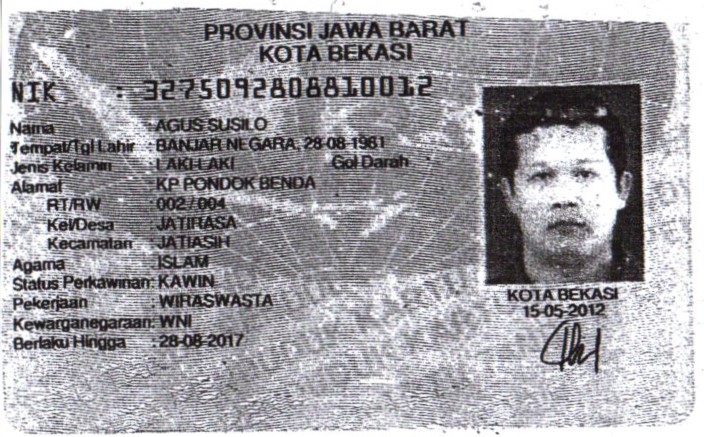 PROVINSI JAWA BARAT
KOTA BEKASI
NIK : 3275092808810012
Nama : AGUS SUSILO
Tempat/Tgl Lahir : BANJAR NEGARA, 28-08-1981
Jenis Kelamin : LAKI-LAKI Gol Darah
Alamat : KP PONDOK BENDA
RT/RW : 002 / 004
Kel/Desa : JATIRASA
Kecamatan : JATIASIH
Agama : ISLAM
Status Perkawinan: KAWIN
Pekerjaan : WIRASWASTA
Kewarganegaraan: WNI
Berlaku Hingga : 28-08-2017
KOTA BEKASI
15-05-2012